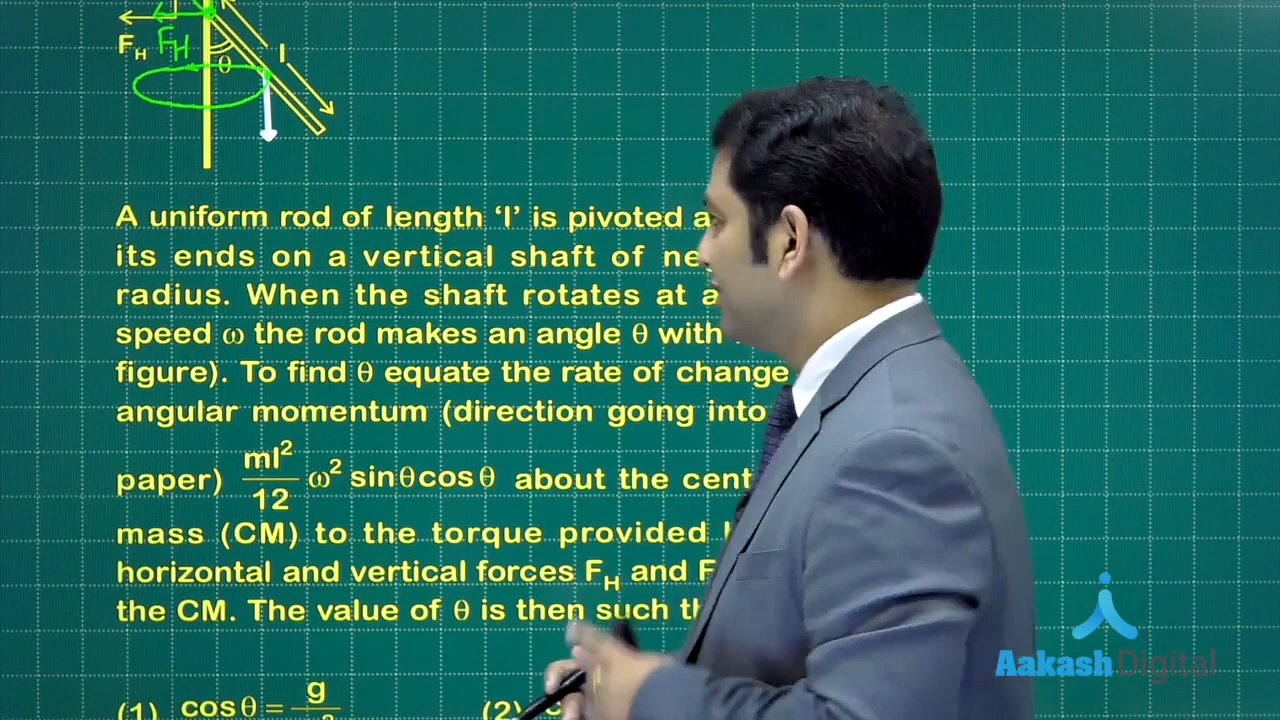 F_H F_H l
θ
A uniform rod of length ‘l’ is pivoted a
its ends on a vertical shaft of
radius. When the shaft rotates at a
speed ω the rod makes an angle θ with
figure). To find θ equate the rate of change
angular momentum (direction going into
paper) ml²/12 ω² sinθcosθ about the cent
mass (CM) to the torque provided
horizontal and vertical forces F_H and F
the CM. The value of θ is then such th
(1) cosθ = g (2)
Aakash Digital